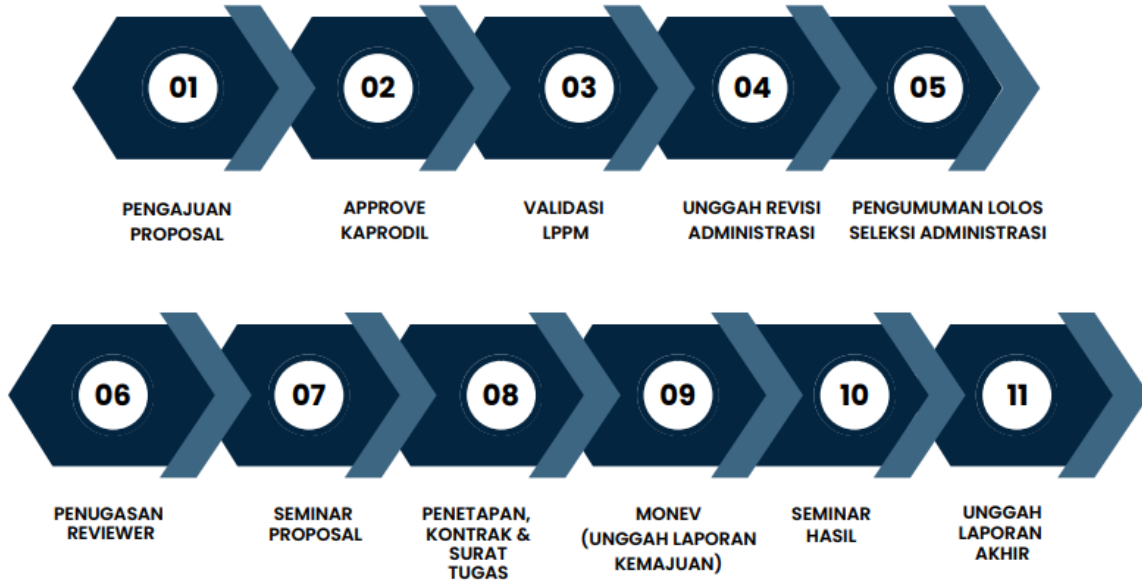 01
02
03
04
05
PENGAJUAN
PROPOSAL
APPROVE
KAPRODIL
VALIDASI
LPPM
UNGGAH REVISI
ADMINISTRASI
PENGUMUMAN LOLOS
SELEKSI ADMINISTRASI
06
07
08
09
10
11
PENUGASAN
REVIEWER
SEMINAR
PROPOSAL
PENETAPAN,
KONTRAK &
SURAT
TUGAS
MONEV
(UNGGAH LAPORAN
KEMAJUAN)
SEMINAR
HASIL
UNGGAH
LAPORAN
AKHIR